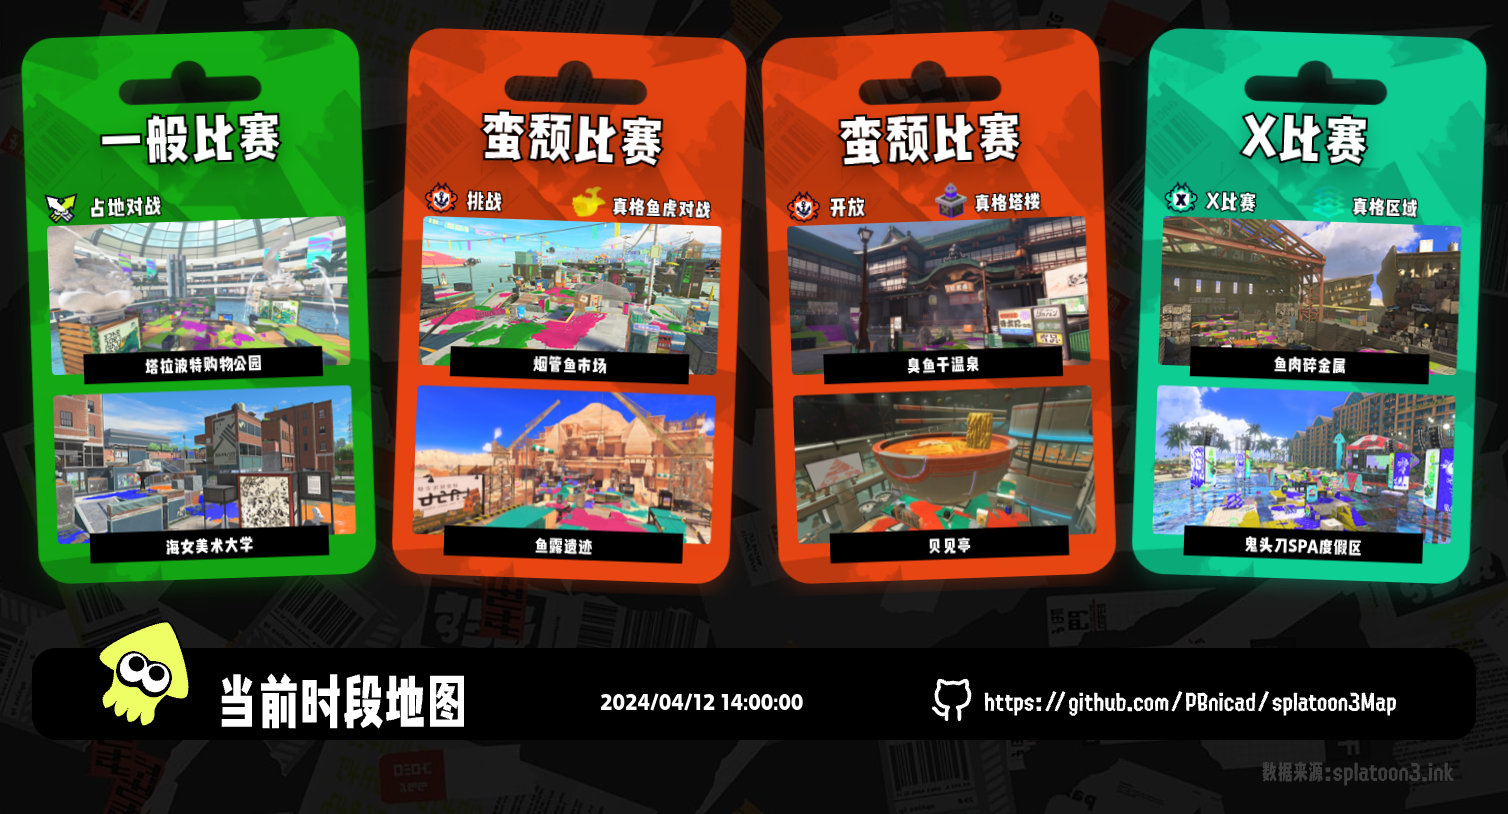 一般比赛
占地对战
塔拉波特购物公园
海女美术大学
蛮颓比赛
挑战
真格鱼虎对战
烟管鱼市场
鱼露遗迹
蛮颓比赛
开放
真格塔楼
臭鱼干温泉
贝见亭
X比赛
X比赛
真格区域
鱼肉碎金属
鬼头刀SPA度假区
当前时段地图
2024/04/12 14:00:00
https://github.com/PBnicad/splatoon3Map
数据来源:splatoon3.ink